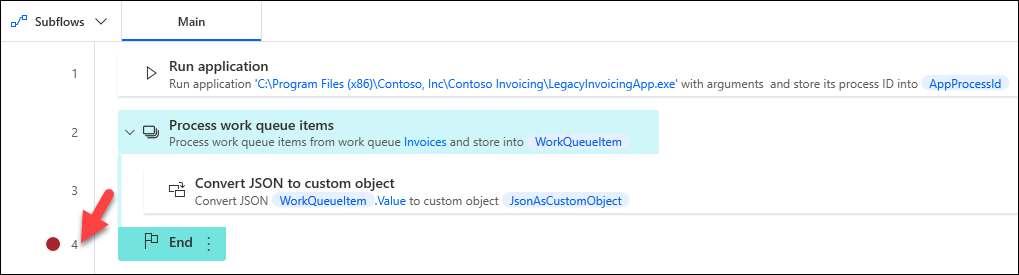 Subflows
Main
1
Run application
Run application 'C:\Program Files (x86)\Contoso, Inc\Contoso Invoicing\LegacyInvoicingApp.exe' with arguments and store its process ID into AppProcessId
2
Process work queue items
Process work queue items from work queue Invoices and store into WorkQueueItem
3
Convert JSON to custom object
Convert JSON WorkQueueItem .Value to custom object JsonAsCustomObject
4
End